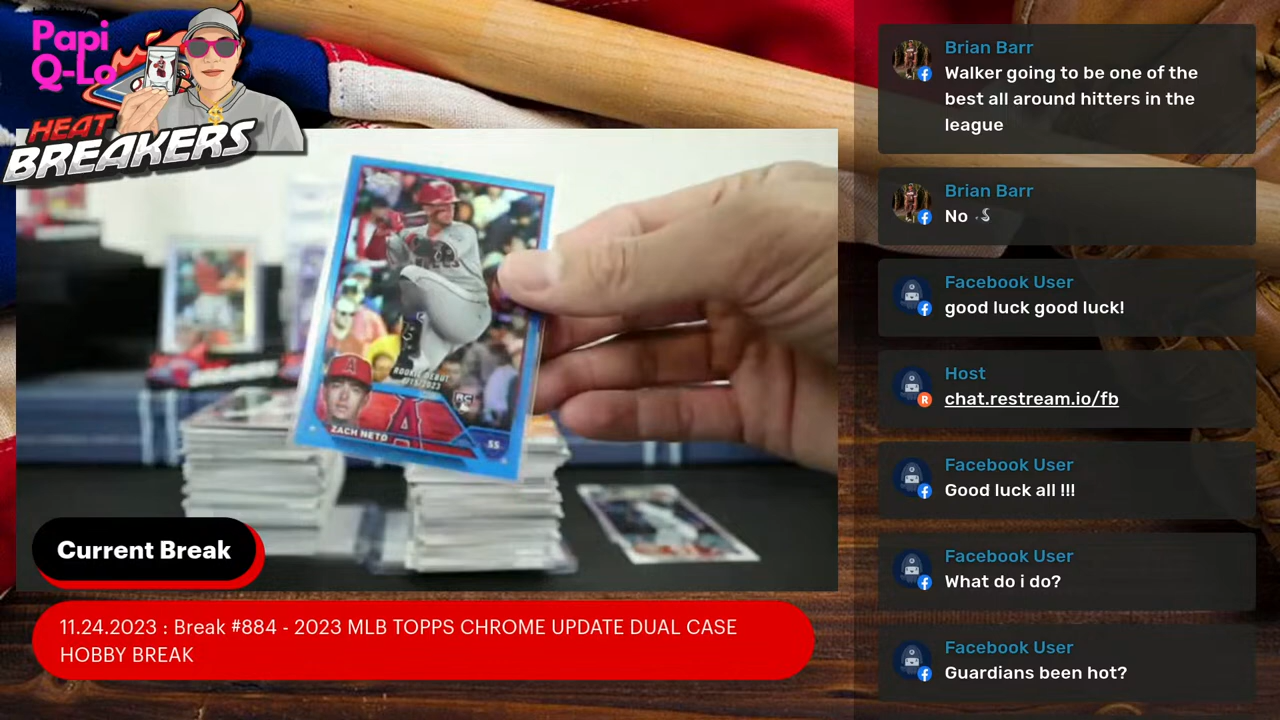 Papi
Q-Lo
HEAT
BREAKERS
ROOKIE DEBUT
RC
ZACH NETO
SS
Current Break
11.24.2023 : Break #884 - 2023 MLB TOPPS CHROME UPDATE DUAL CASE
HOBBY BREAK
Brian Barr
Walker going to be one of the
best all around hitters in the
league
Brian Barr
No
Facebook User
good luck good luck!
Host
chat.restream.io/fb
Facebook User
Good luck all !!!
Facebook User
What do i do?
Facebook User
Guardians been hot?